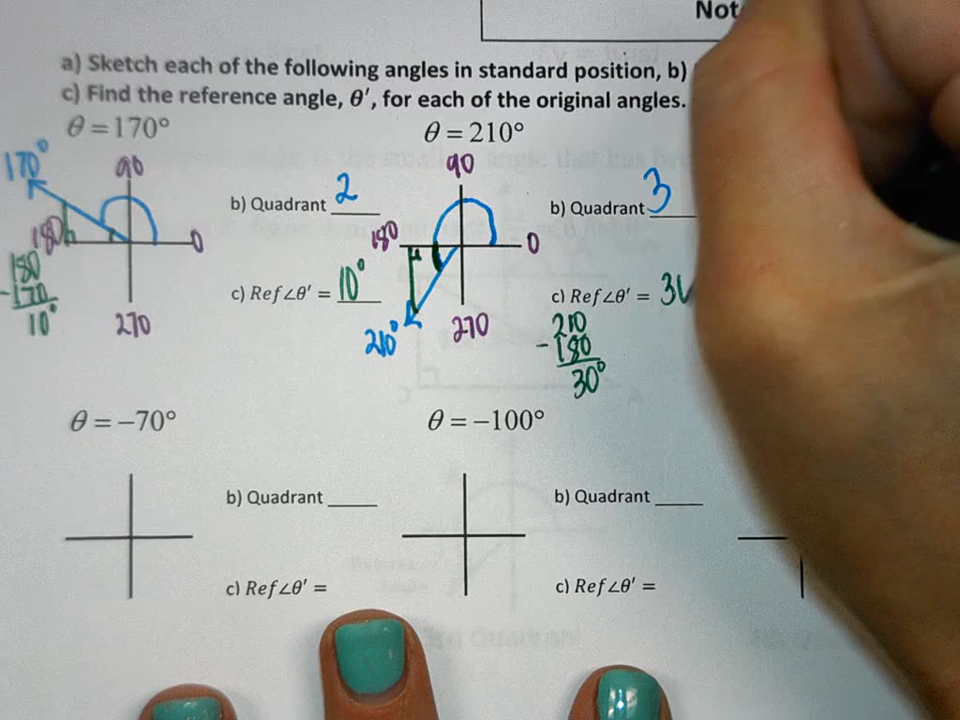 Not
a) Sketch each of the following angles in standard position, b)
c) Find the reference angle, θ′, for each of the original angles.
θ = 170°
170°
90
180
0
270
b) Quadrant 2
c) Ref∠θ′ = 10°
180
-170
10°
θ = 210°
90
180
0
270
210°
b) Quadrant 3
c) Ref∠θ′ = 30
210
-180
30°
θ = −70°
b) Quadrant ____
c) Ref∠θ′ =
θ = −100°
b) Quadrant ____
c) Ref∠θ′ =